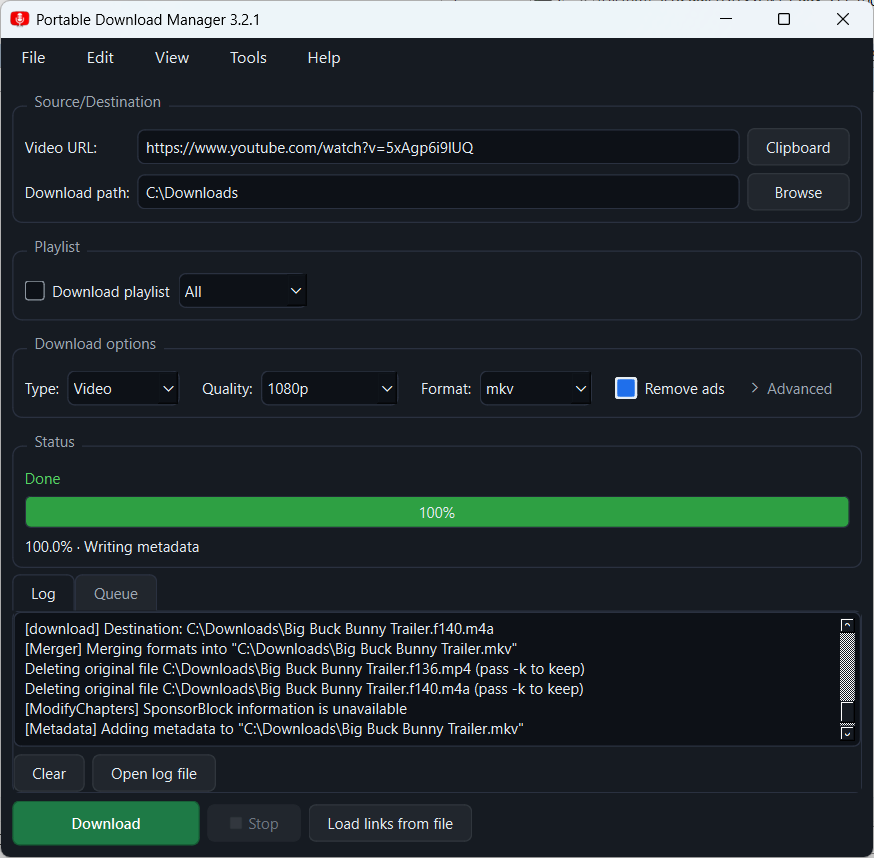 Portable Download Manager 3.2.1
File Edit View Tools Help
Source/Destination
Video URL: https://www.youtube.com/watch?v=5xAgp6i9lUQ Clipboard
Download path: C:\Downloads Browse
Playlist
Download playlist All
Download options
Type: Video Quality: 1080p Format: mkv Remove ads > Advanced
Status
Done
100%
100.0% · Writing metadata
Log Queue
[download] Destination: C:\Downloads\Big Buck Bunny Trailer.f140.m4a
[Merger] Merging formats into "C:\Downloads\Big Buck Bunny Trailer.mkv"
Deleting original file C:\Downloads\Big Buck Bunny Trailer.f136.mp4 (pass -k to keep)
Deleting original file C:\Downloads\Big Buck Bunny Trailer.f140.m4a (pass -k to keep)
[ModifyChapters] SponsorBlock information is unavailable
[Metadata] Adding metadata to "C:\Downloads\Big Buck Bunny Trailer.mkv"
Clear Open log file
Download Stop Load links from file